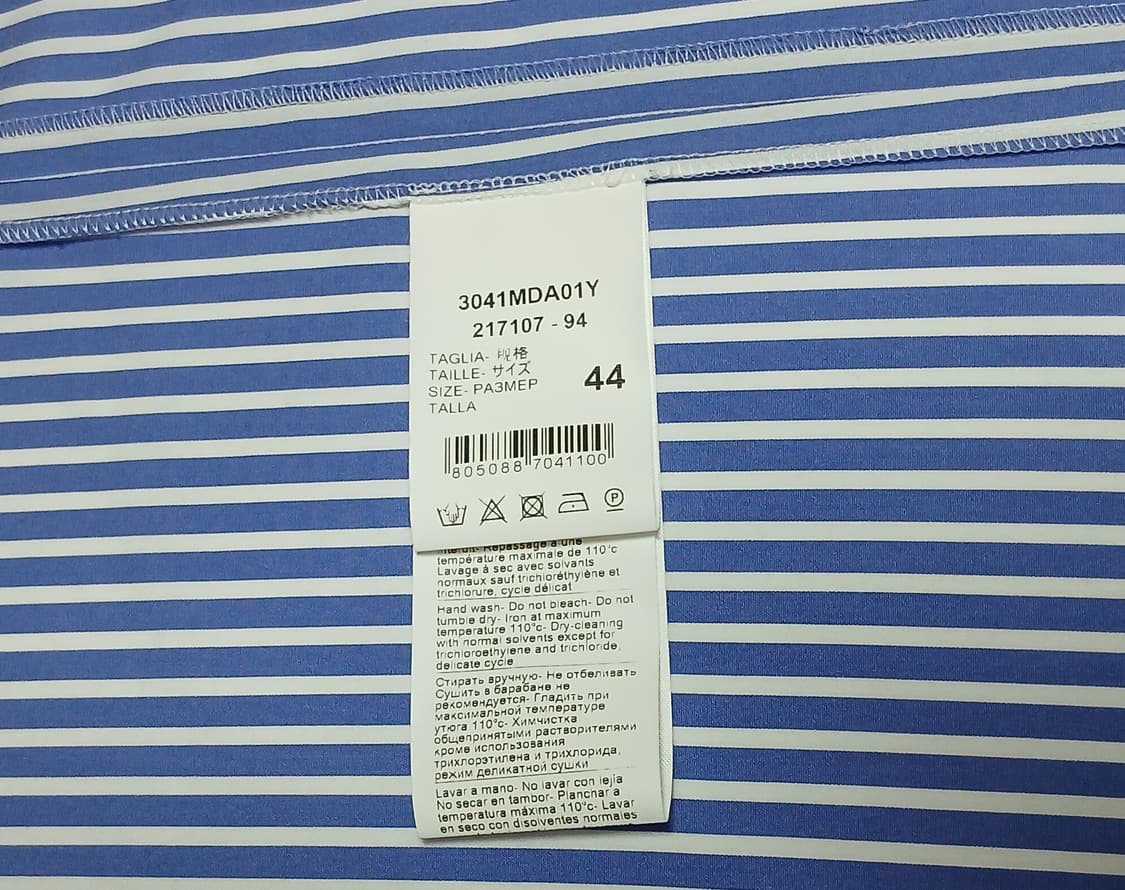 3041MDA01Y
217107 - 94
TAGLIA- 规格
TAILLE- サイズ
SIZE- РАЗМЕР
TALLA
44
805088 7041100
P
Repassage à une
température maximale de 110°c
Lavage à sec avec solvants
normaux sauf trichloréthylène et
trichlorure, cycle délicat
Hand wash- Do not bleach- Do not
tumble dry- Iron at maximum
temperature 110°c- Dry-cleaning
with normal solvents except for
trichloroethylene and trichloride,
delicate cycle
Стирать вручную- Не отбеливать
Сушить в барабане не
рекомендуется- Гладить при
максимальной температуре
утюга 110°с- Химчистка
общепринятыми растворителями
кроме использования
трихлорэтилена и трихлорида,
режим деликатной сушки
Lavar a mano- No lavar con lejía
No secar en tambor- Planchar a
temperatura máxima 110°c- Lavar
en seco con disolventes normales